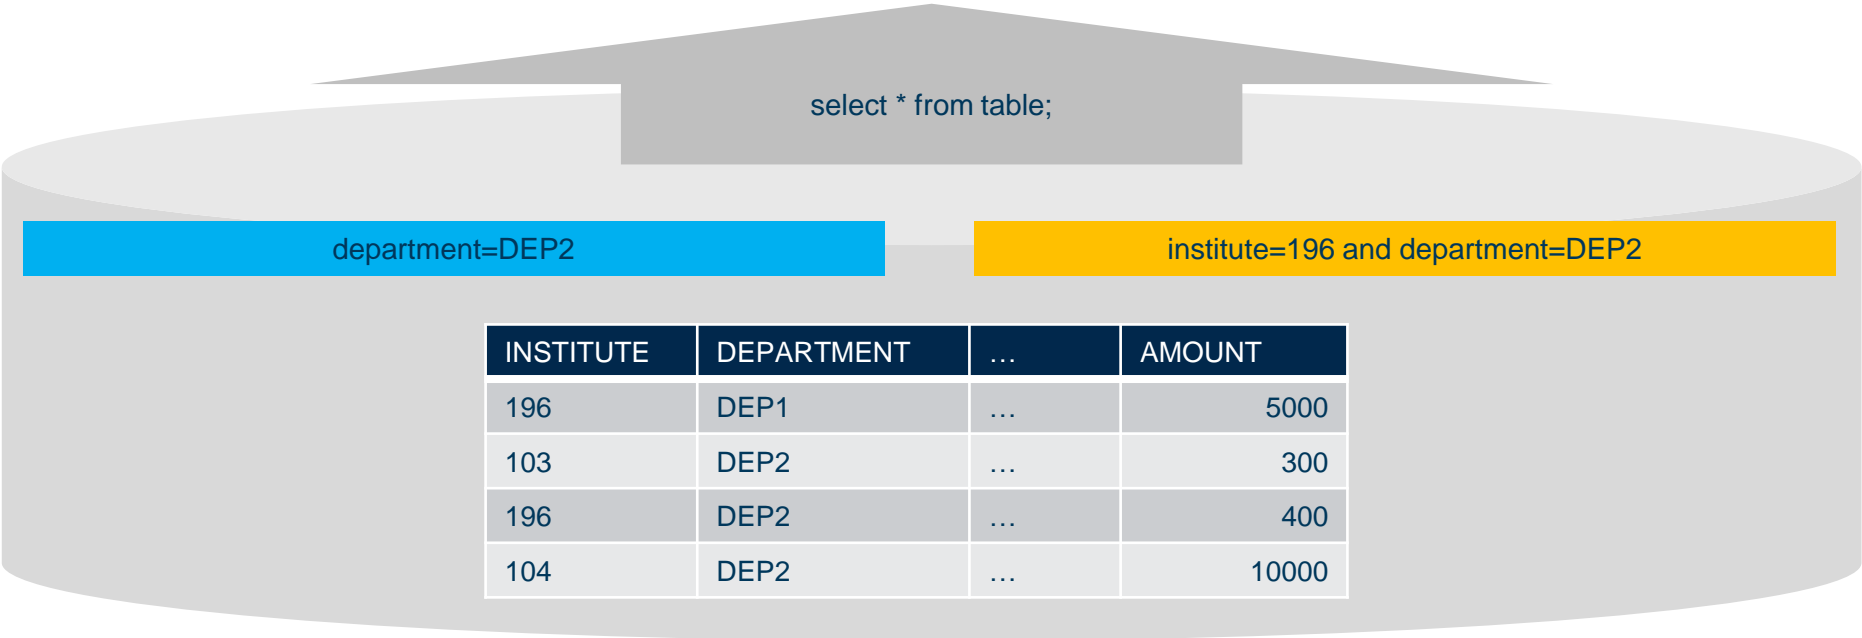 select * from table;
department=DEP2
institute=196 and department=DEP2
INSTITUTE DEPARTMENT … AMOUNT
196 DEP1 … 5000
103 DEP2 … 300
196 DEP2 … 400
104 DEP2 … 10000